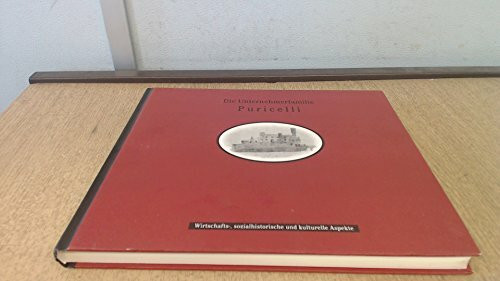 Die Unternehmerfamilie
Puricelli
Wirtschafts-, sozialhistorische und kulturelle Aspekte